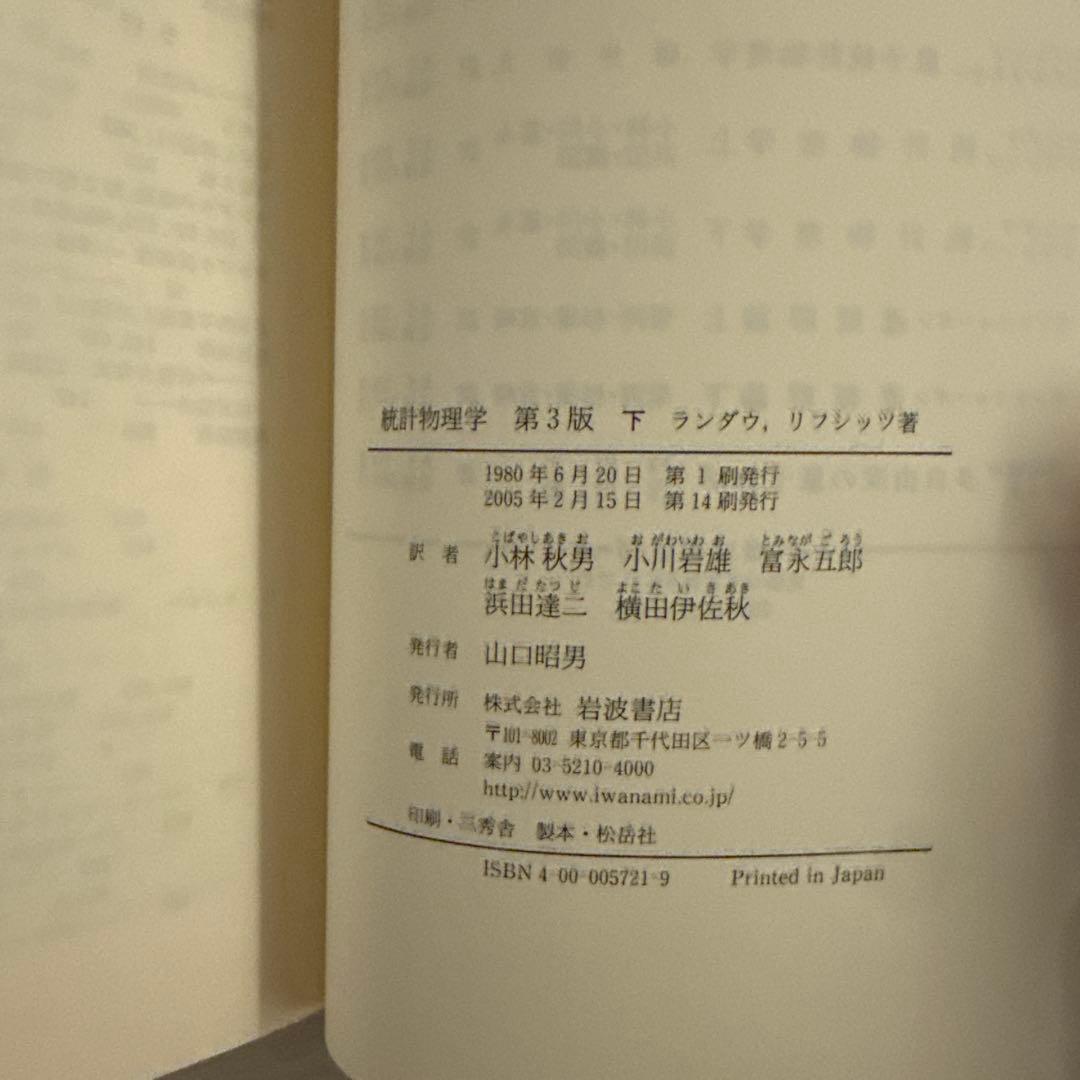 統計物理学 第3版 下 ランダウ, リフシッツ著
1980年6月20日 第1刷発行
2005年2月15日 第14刷発行
こばやしあきお おがわいわお とみながごろう
訳者 小林秋男 小川岩雄 富永五郎
はまだたつじ よこたいさあき
浜田達二 横田伊佐秋
発行者 山口昭男
発行所 株式会社 岩波書店
〒101-8002 東京都千代田区一ツ橋2-5-5
電話 案内 03-5210-4000
http://www.iwanami.co.jp/
印刷・三秀舎 製本・松岳社
ISBN 4-00-005721-9 Printed in Japan